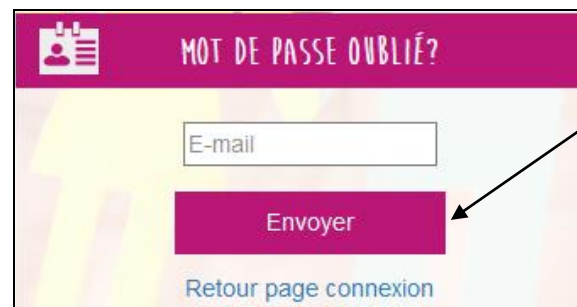 MOT DE PASSE OUBLIÉ?
E-mail
Envoyer
Retour page connexion